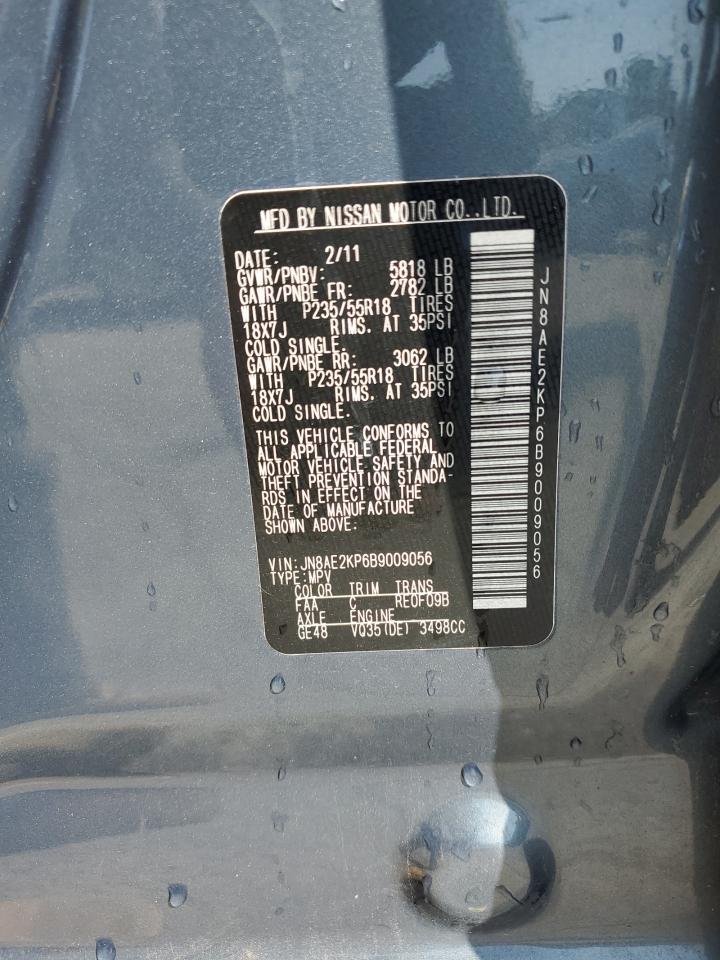 MFD BY NISSAN MOTOR CO.,LTD.
DATE: 2/11
GVWR/PNBV: 5818 LB
GAWR/PNBE FR: 2782 LB
WITH P235/55R18 TIRES
18X7J RIMS. AT 35PSI
COLD SINGLE.
GAWR/PNBE RR: 3062 LB
WITH P235/55R18 TIRES
18X7J RIMS. AT 35PSI
COLD SINGLE.
THIS VEHICLE CONFORMS TO
ALL APPLICABLE FEDERAL
MOTOR VEHICLE SAFETY AND
THEFT PREVENTION STANDA-
RDS IN EFFECT ON THE
DATE OF MANUFACTURE
SHOWN ABOVE.
VIN:JN8AE2KP6B9009056
TYPE:MPV
COLOR TRIM TRANS
FAA C RE0F09B
AXLE ENGINE
GE48 VQ35(DE) 3498CC
JN8AE2KP6B9009056